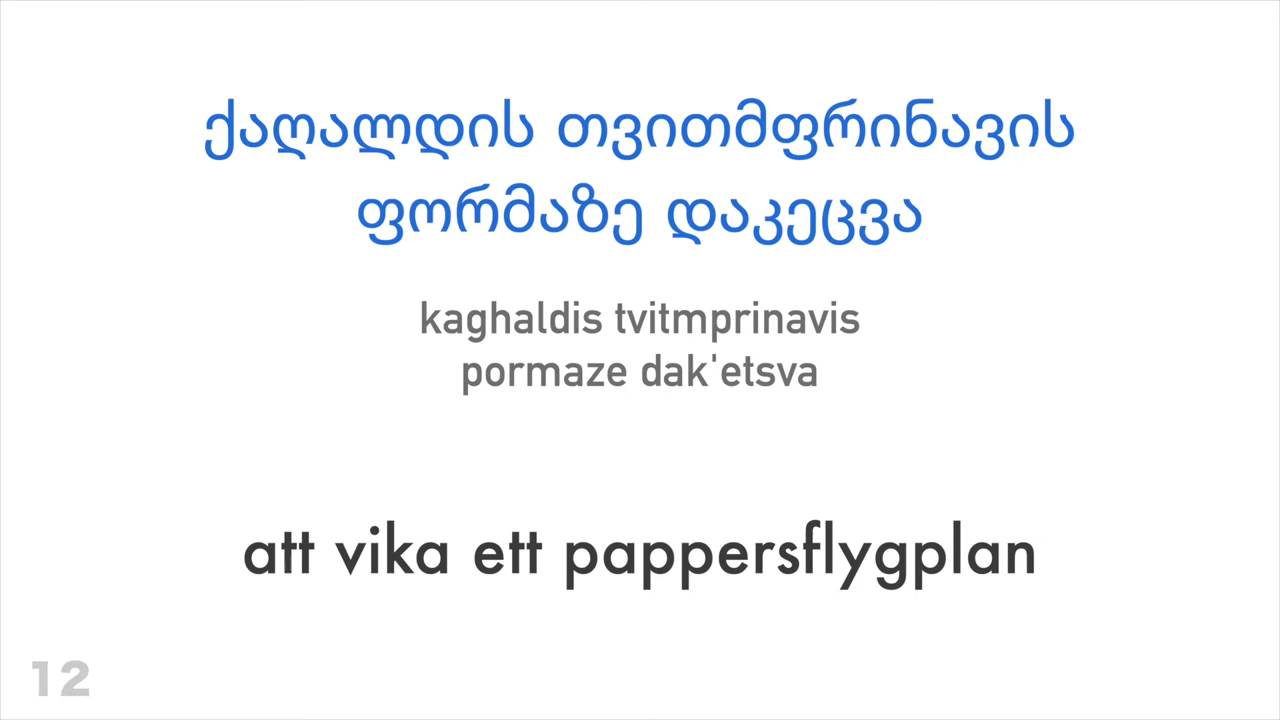 ქაღალდის თვითმფრინავის
ფორმაზე დაკეცვა
kaghaldis tvitmprinavis
pormaze dak'etsva
att vika ett pappersflygplan
12